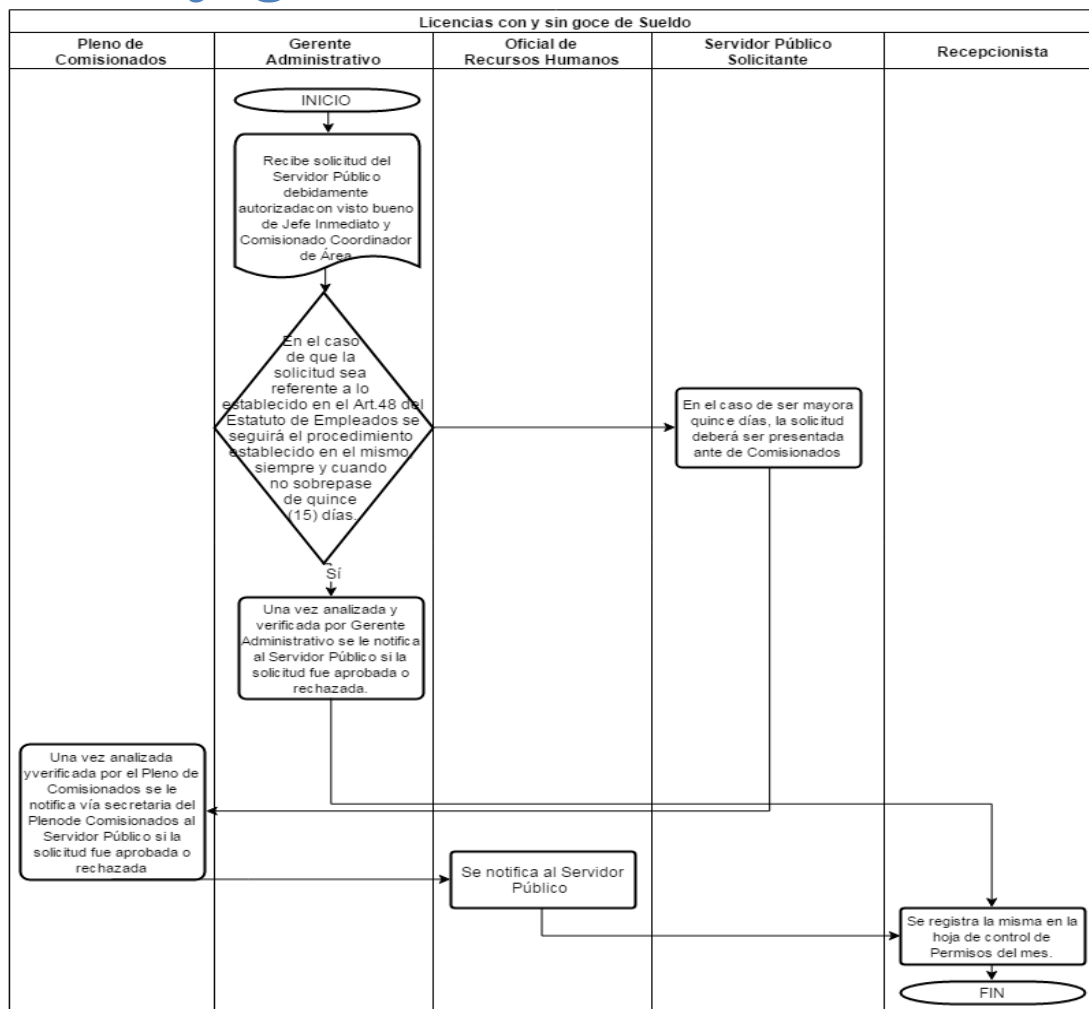 Licencias con y sin goce de Sueldo
Pleno de
Comisionados
Gerente
Administrativo
Oficial de
Recursos Humanos
Servidor Público
Solicitante
Recepcionista
INICIO
Recibe solicitud del
Servidor Público
debidamente
autorizadacon visto bueno
de Jefe Inmediato y
Comisionado Coordinador
de Área
En el caso
de que la
solicitud sea
referente a lo
establecido en el Art.48 del
Estatuto de Empleados se
seguirá el procedimiento
establecido en el mismo,
siempre y cuando
no sobrepase
de quince
(15) días.
En el caso de ser mayora
quince días, la solicitud
deberá ser presentada
ante de Comisionados
Sí
Una vez analizada y
verificada por Gerente
Administrativo se le notifica
al Servidor Público si la
solicitud fue aprobada o
rechazada.
Una vez analizada
yverificada por el Pleno de
Comisionados se le
notifica vía secretaria del
Plenode Comisionados al
Servidor Público si la
solicitud fue aprobada o
rechazada
Se notifica al Servidor
Público
Se registra la misma en la
hoja de control de
Permisos del mes.
FIN